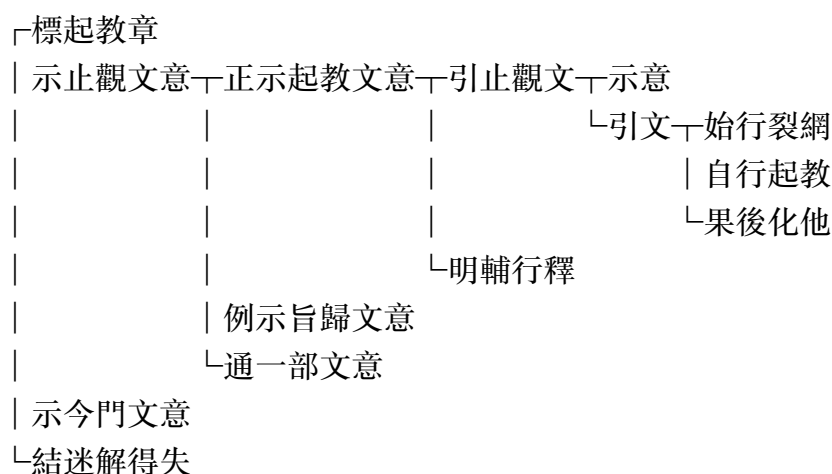 ┌標起教章
│示止觀文意┬正示起教文意┬引止觀文┬示意
│　　　　　│　　　　　　│　　　　└引文┬始行裂網
│　　　　　│　　　　　　│　　　　　　　│自行起教
│　　　　　│　　　　　　│　　　　　　　└果後化他
│　　　　　│　　　　　　└明輔行釋
│　　　　　│例示旨歸文意
│　　　　　└通一部文意
│示今門文意
└結迷解得失